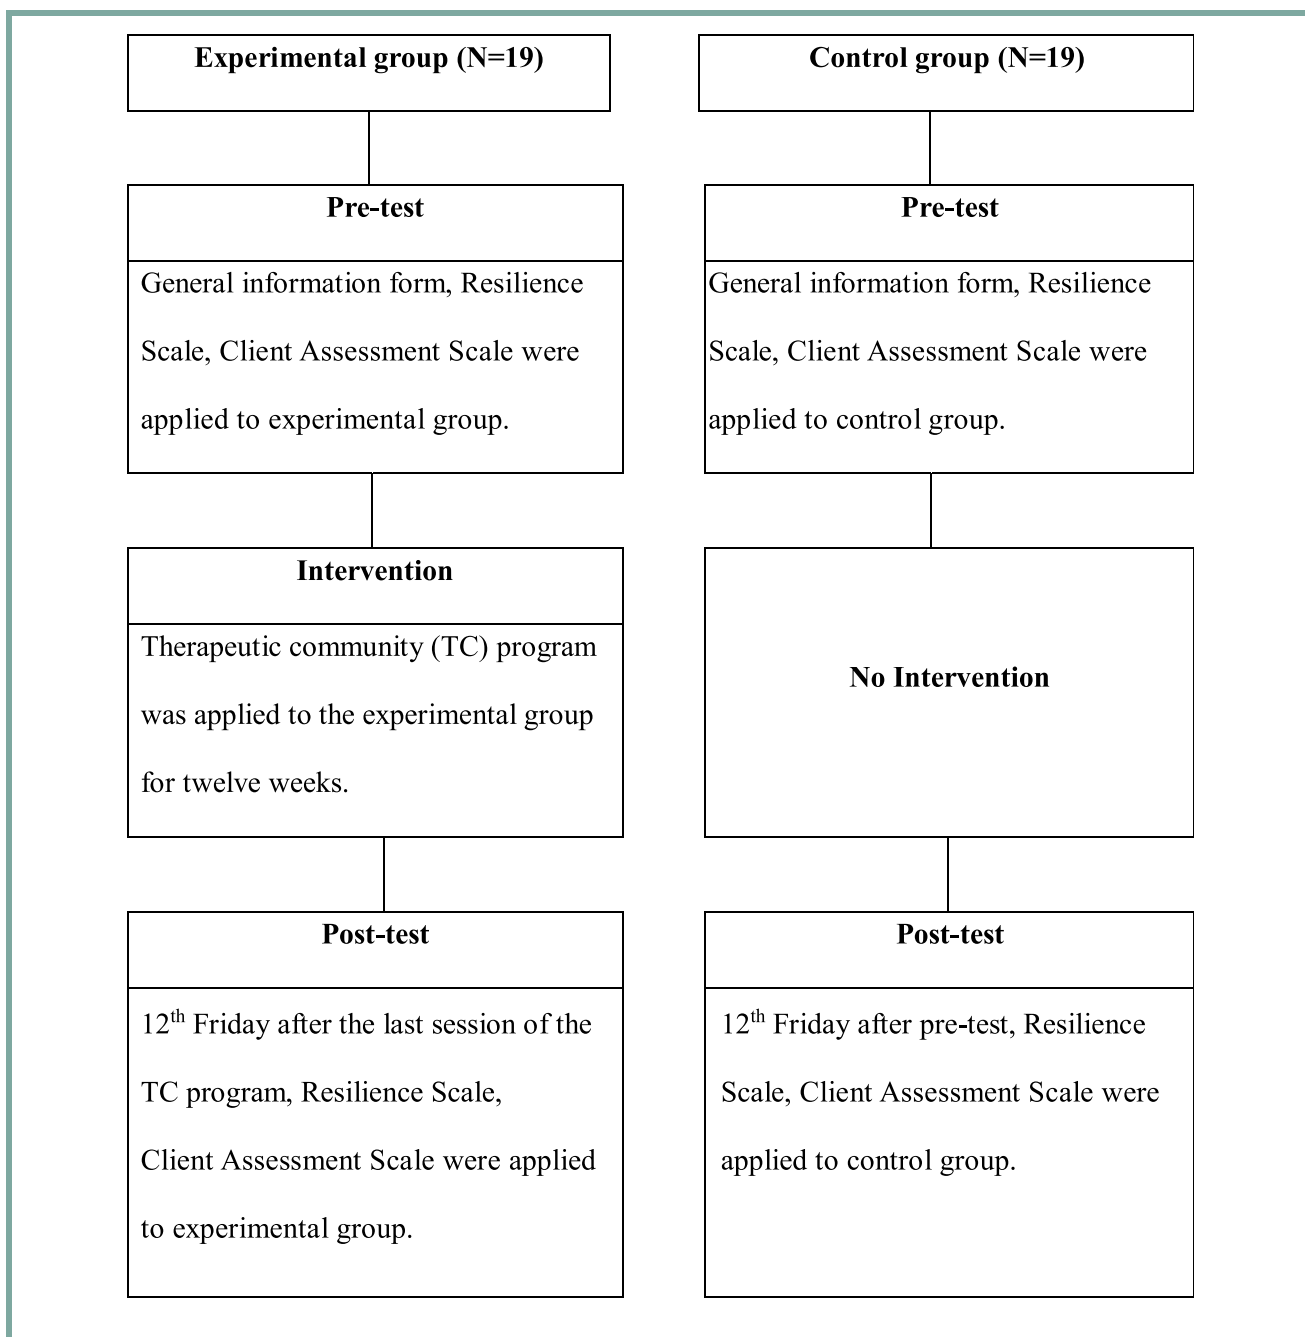 Experimental group (N=19)
Control group (N=19)
Pre-test
General information form, Resilience
Scale, Client Assessment Scale were
applied to experimental group.
Pre-test
General information form, Resilience
Scale, Client Assessment Scale were
applied to control group.
Intervention
Therapeutic community (TC) program
was applied to the experimental group
for twelve weeks.
No Intervention
Post-test
12th Friday after the last session of the
TC program, Resilience Scale,
Client Assessment Scale were applied
to experimental group.
Post-test
12th Friday after pre-test, Resilience
Scale, Client Assessment Scale were
applied to control group.